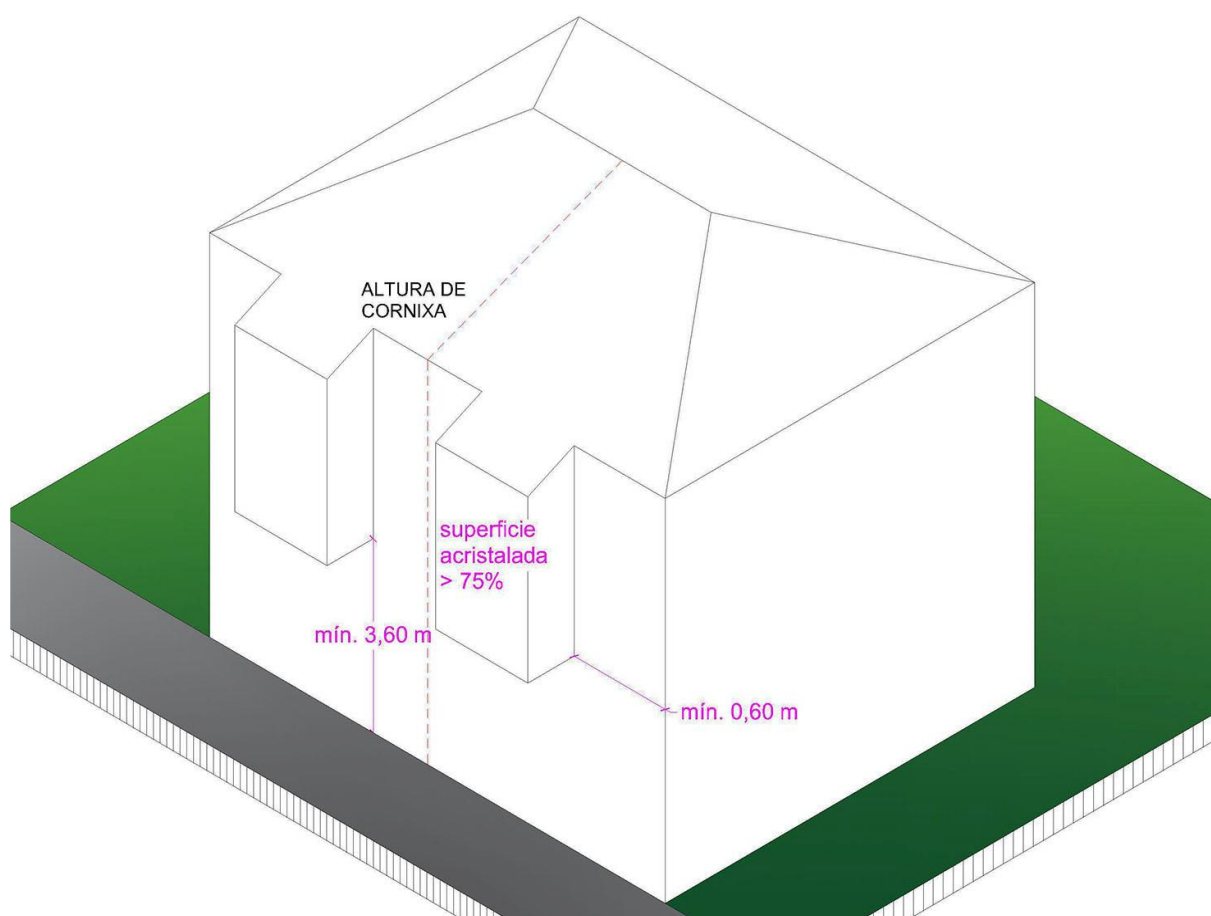 ALTURA DE
CORNIXA
superficie
acristalada
> 75%
mín. 3,60 m
mín. 0,60 m